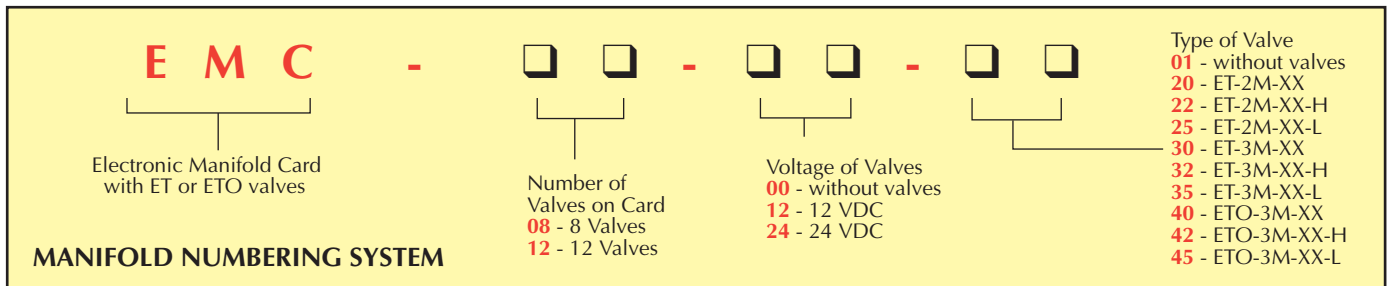 E M C - ❑ ❑ - ❑ ❑ - ❑ ❑
Electronic Manifold Card
with ET or ETO valves
Number of
Valves on Card
08 - 8 Valves
12 - 12 Valves
Voltage of Valves
00 - without valves
12 - 12 VDC
24 - 24 VDC
Type of Valve
01 - without valves
20 - ET-2M-XX
22 - ET-2M-XX-H
25 - ET-2M-XX-L
30 - ET-3M-XX
32 - ET-3M-XX-H
35 - ET-3M-XX-L
40 - ETO-3M-XX
42 - ETO-3M-XX-H
45 - ETO-3M-XX-L
MANIFOLD NUMBERING SYSTEM